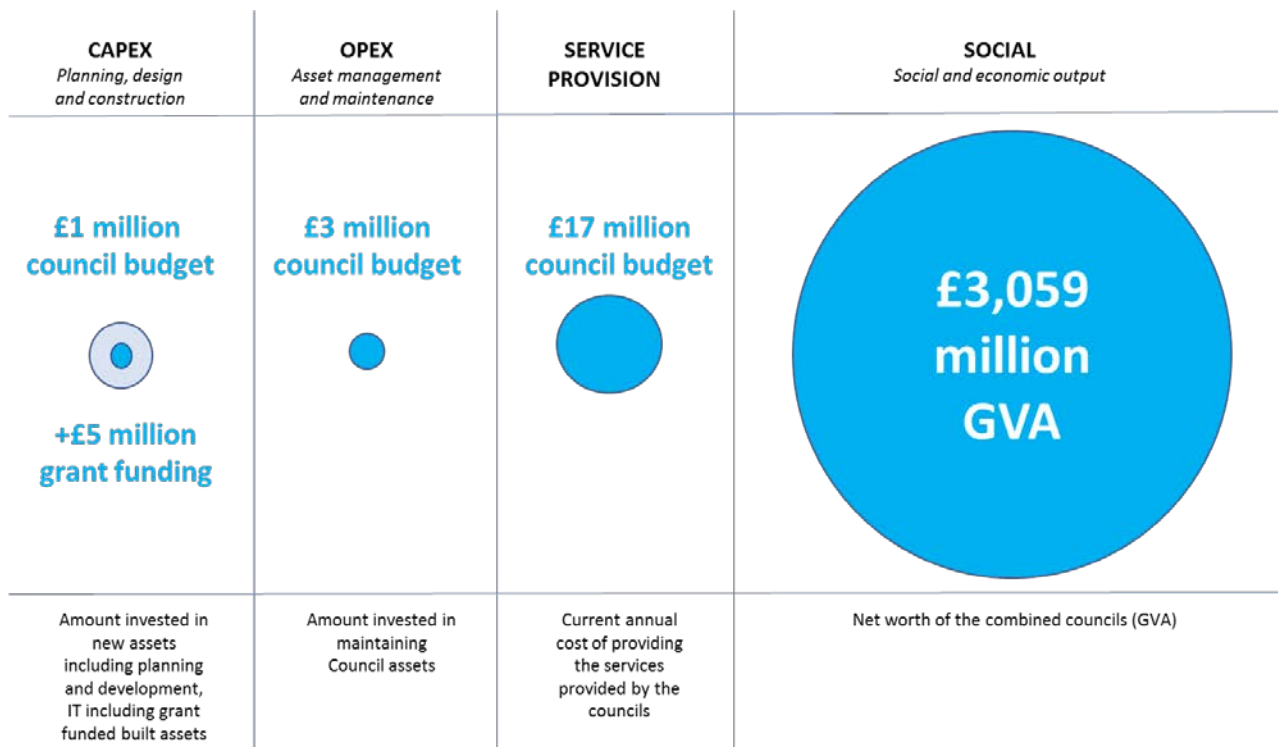 CAPEX
Planning, design
and construction
OPEX
Asset management
and maintenance
SERVICE
PROVISION
SOCIAL
Social and economic output
£1 million
council budget
+£5 million
grant funding
£3 million
council budget
£17 million
council budget
£3,059
million
GVA
Amount invested in
new assets
including planning
and development,
IT including grant
funded built assets
Amount invested in
maintaining
Council assets
Current annual
cost of providing
the services
provided by the
councils
Net worth of the combined councils (GVA)